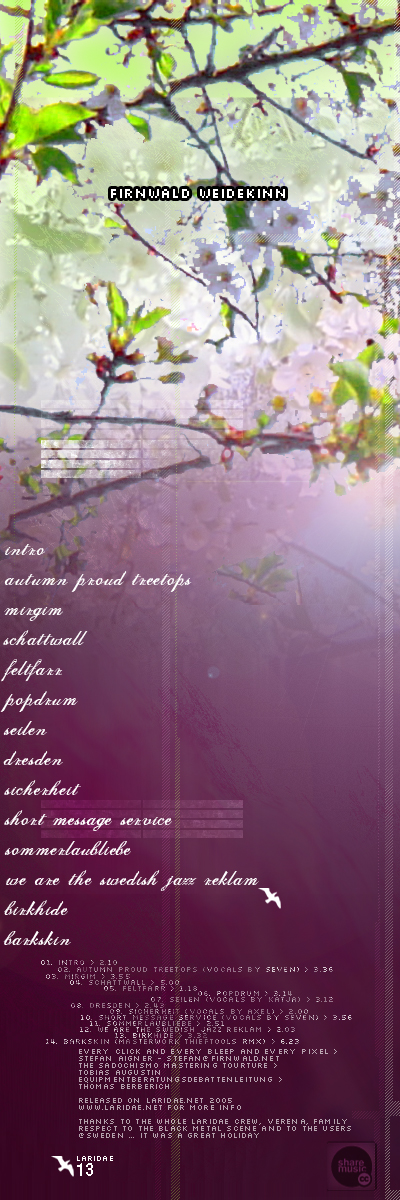 FIRNWALD WEIDEKINN
intro
autumn proud treetops
mirgim
schattwall
feltfarr
popdrum
seilen
dresden
sicherheit
short message service
sommerlaubliebe
we are the swedish jazz reklam
birkhide
barkskin
01. INTRO > 2.10
02. AUTUMN PROUD TREETOPS (VOCALS BY SEVEN) > 3.36
03. MIRGIM > 3.55
04. SCHATTWALL > 5.00
05. FELTFARR > 1.18
06. POPDRUM > 3.14
07. SEILEN (VOCALS BY KATJA) > 3.12
08. DRESDEN > 2.43
09. SICHERHEIT (VOCALS BY AXEL) > 2.00
10. SHORT MESSAGE SERVICE (VOCALS BY SEVEN) > 3.56
11. SOMMERLAUBLIEBE > 2.51
12. WE ARE THE SWEDISH JAZZ REKLAM > 2.03
13. BIRKHIDE >
14. BARKSKIN (MASTERWORK THIEFTOOLS RMX) > 6.23
EVERY CLICK AND EVERY BLEEP AND EVERY PIXEL >
STEFAN AIGNER - STEFAN@FIRNWALD.NET
THE SADOCHISMO MASTERING TOURTURE >
TOBIAS AUGUSTIN
EQUIPMENTBERATUNGSDEBATTENLEITUNG >
THOMAS BERBERICH
RELEASED ON LARIDAE.NET 2005
WWW.LARIDAE.NET FOR MORE INFO
THANKS TO THE WHOLE LARIDAE CREW, VERENA, FAMILY
RESPECT TO THE BLACK METAL SCENE AND TO THE USERS
@SWEDEN ... IT WAS A GREAT HOLIDAY
LARIDAE
13
share
music
cc